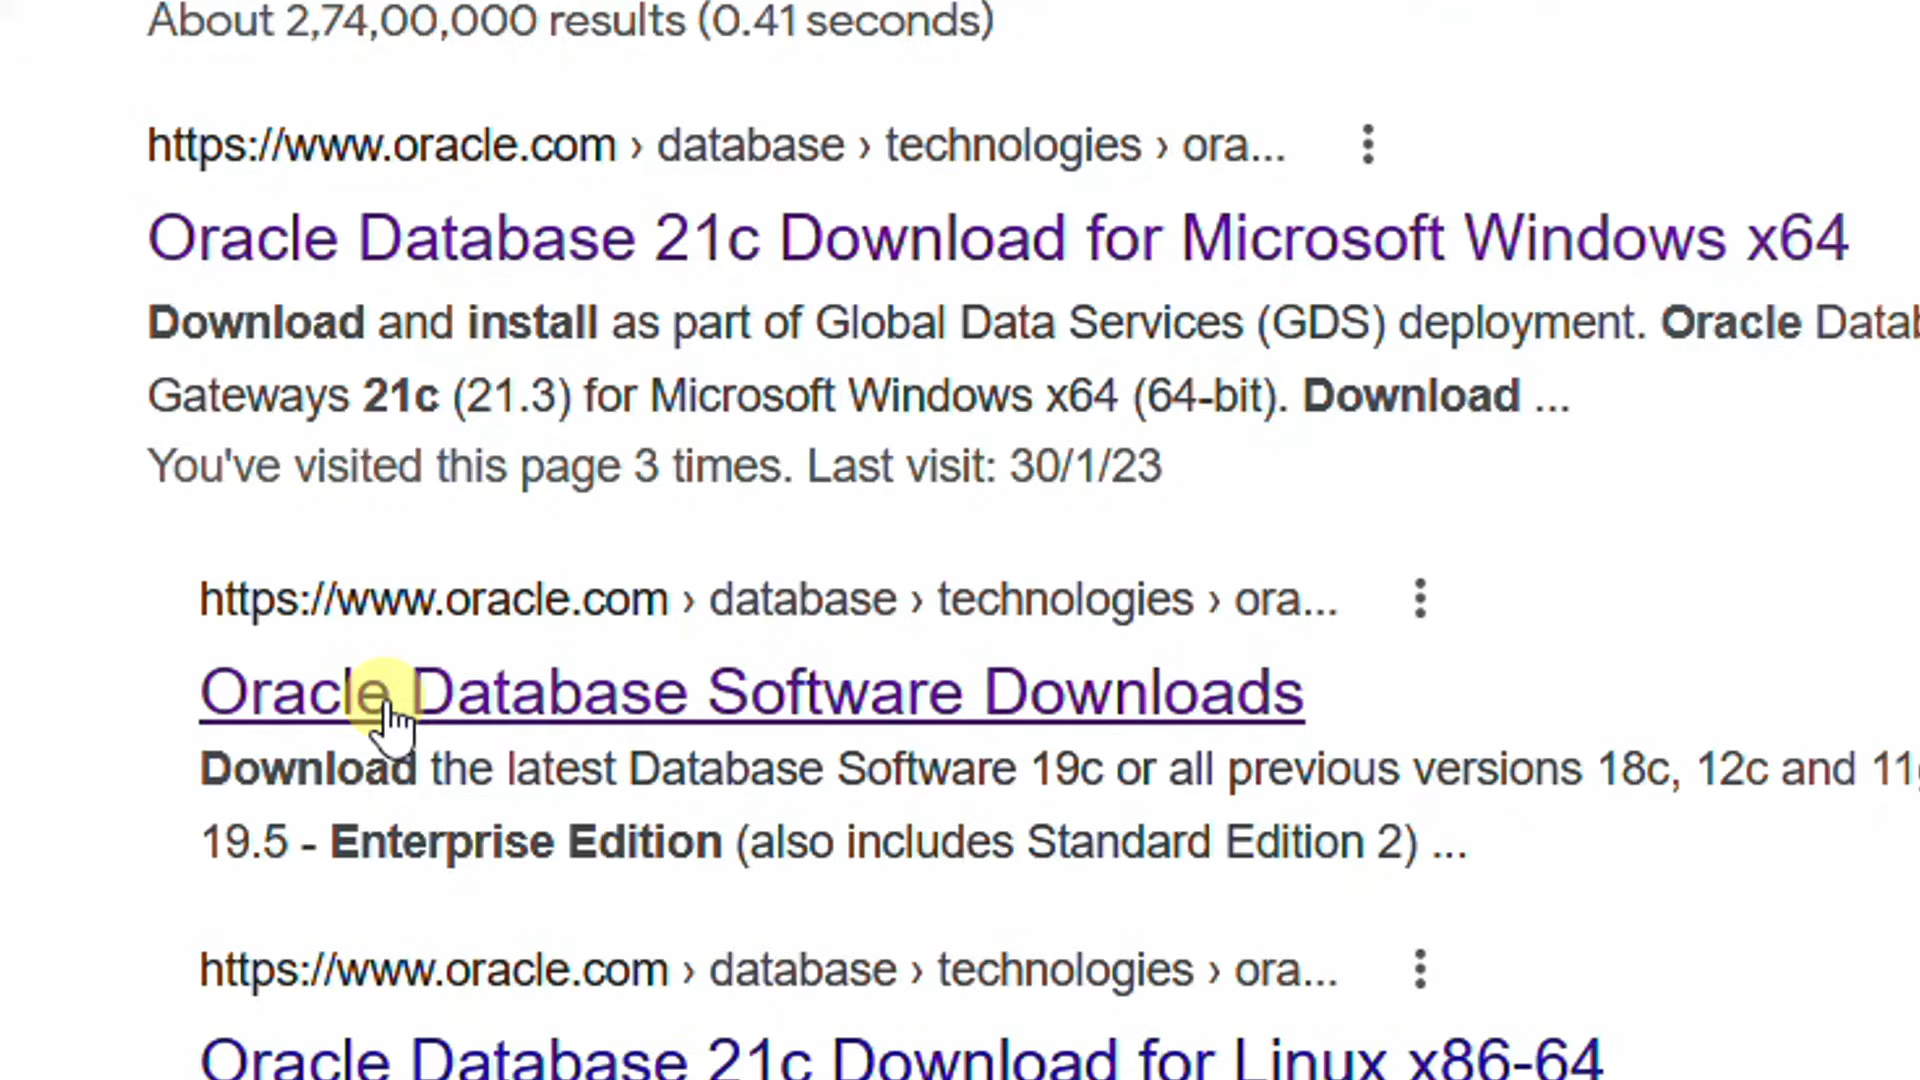 About 2,74,00,000 results (0.41 seconds)
https://www.oracle.com › database › technologies › ora...
Oracle Database 21c Download for Microsoft Windows x64
Download and install as part of Global Data Services (GDS) deployment. Oracle Datab
Gateways 21c (21.3) for Microsoft Windows x64 (64-bit). Download ...
You've visited this page 3 times. Last visit: 30/1/23
https://www.oracle.com › database › technologies › ora...
Oracle Database Software Downloads
Download the latest Database Software 19c or all previous versions 18c, 12c and 11g
19.5 - Enterprise Edition (also includes Standard Edition 2) ...
https://www.oracle.com › database › technologies › ora...
Oracle Database 21c Download for Linux x86-64